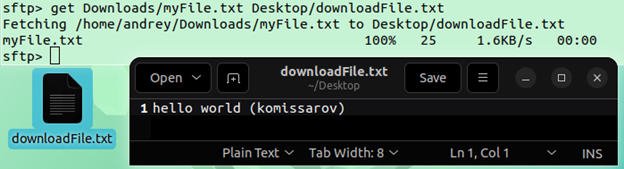 sftp> get Downloads/myFile.txt Desktop/downloadFile.txt
Fetching /home/andrey/Downloads/myFile.txt to Desktop/downloadFile.txt
myFile.txt 100% 25 1.6KB/s 00:00
sftp>
downloadFile.txt
Open
downloadFile.txt
~/Desktop
Save
1 hello world (komissarov)
Plain Text Tab Width: 8 Ln 1, Col 1 INS